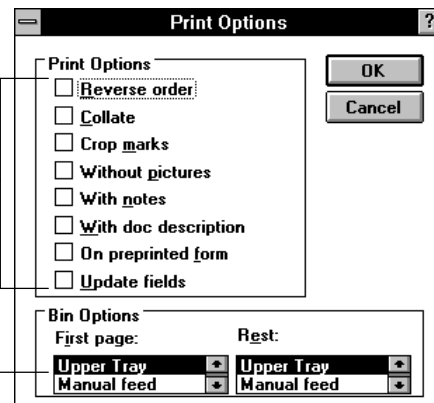 Print Options ?
Print Options
Reverse order
Collate
Crop marks
Without pictures
With notes
With doc description
On preprinted form
Update fields
OK
Cancel
Bin Options
First page: Rest:
Upper Tray Upper Tray
Manual feed Manual feed